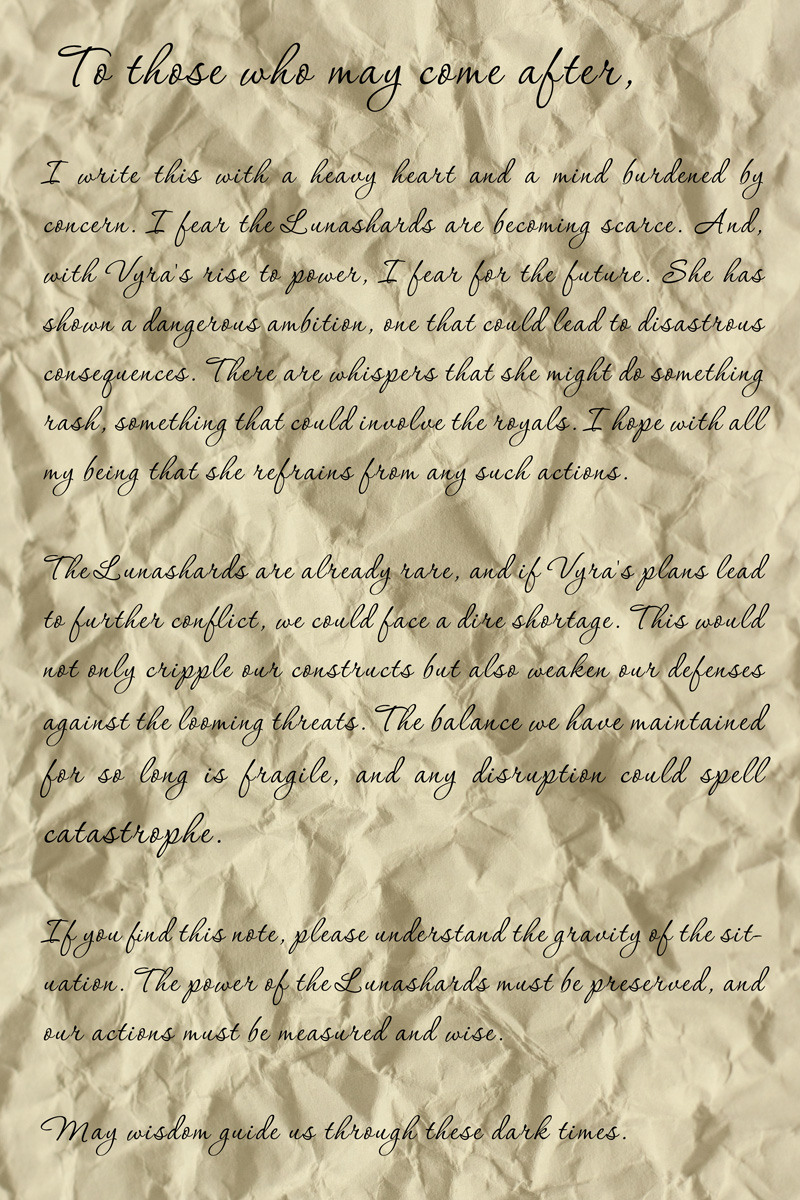 To those who may come after,
I write this with a heavy heart and a mind burdened by
concern. I fear the Lunashards are becoming scarce. And,
with Vyra's rise to power, I fear for the future. She has
shown a dangerous ambition, one that could lead to disastrous
consequences. There are whispers that she might do something
rash, something that could involve the royals. I hope with all
my being that she refrains from any such actions.
The Lunashards are already rare, and if Vyra's plans lead
to further conflict, we could face a dire shortage. This would
not only cripple our constructs but also weaken our defenses
against the looming threats. The balance we have maintained
for so long is fragile, and any disruption could spell
catastrophe.
If you find this note, please understand the gravity of the sit-
uation. The power of the Lunashards must be preserved, and
our actions must be measured and wise.
May wisdom guide us through these dark times.